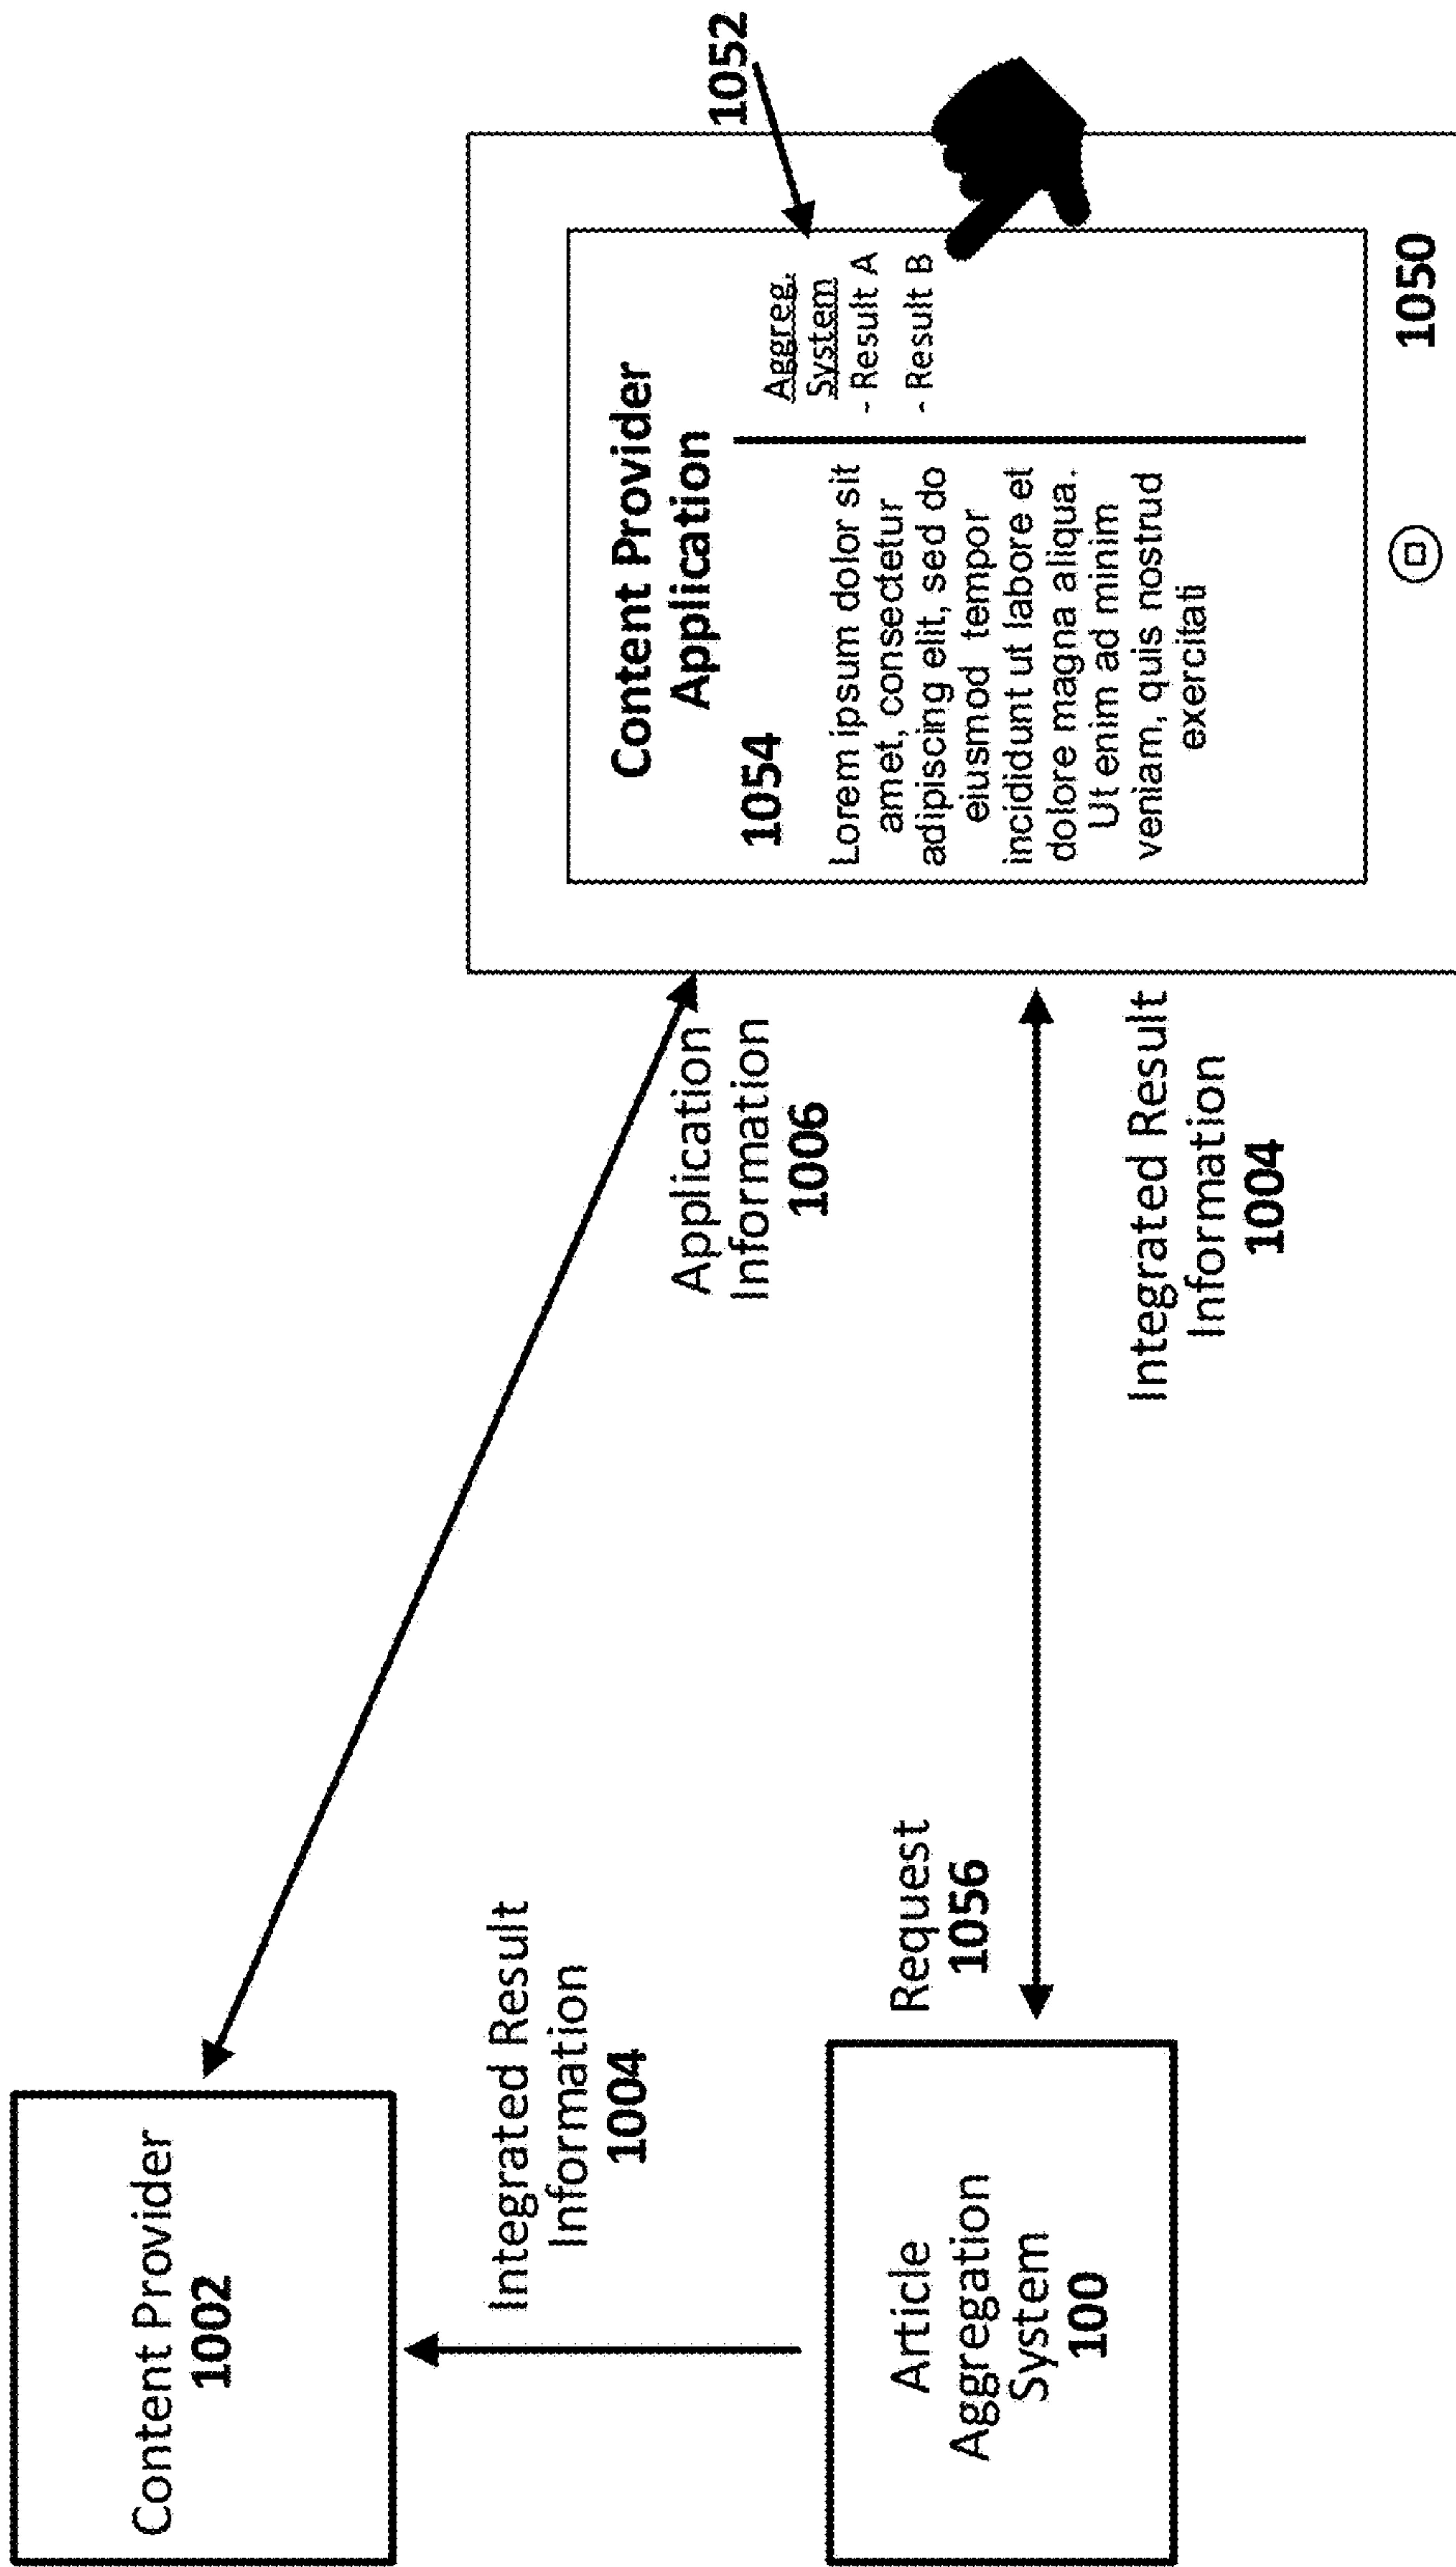 Content Provider
1002
Integrated Result
Information
1004
Article
Aggregation
System
100
Request
1056
Application
Information
1006
Integrated Result
Information
1004
Content Provider
Application
1054
Lorem ipsum dolor sit
amet, consectetur
adipiscing elit, sed do
eiusmod tempor
incididunt ut labore et
dolore magna aliqua.
Ut enim ad minim
veniam, quis nostrud
exercitati
Aggreg.
System
- Result A
- Result B
1052
1050